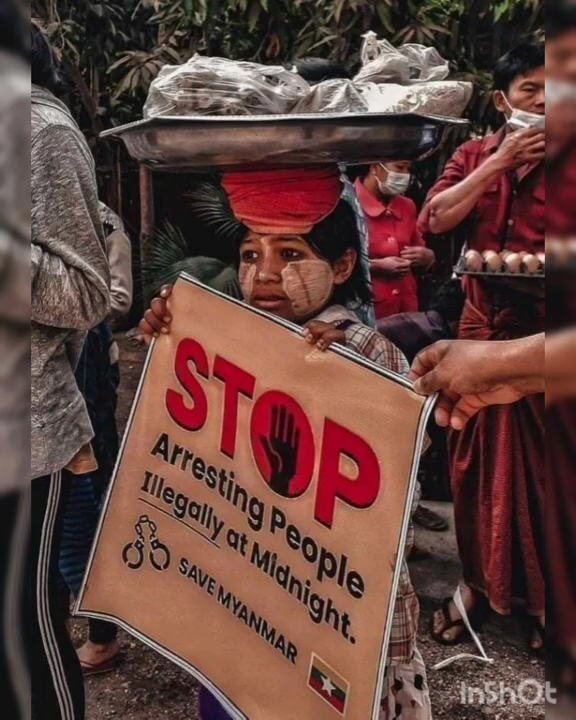 STOP
Arresting People
Illegally at Midnight.
SAVE MYANMAR
InShOt